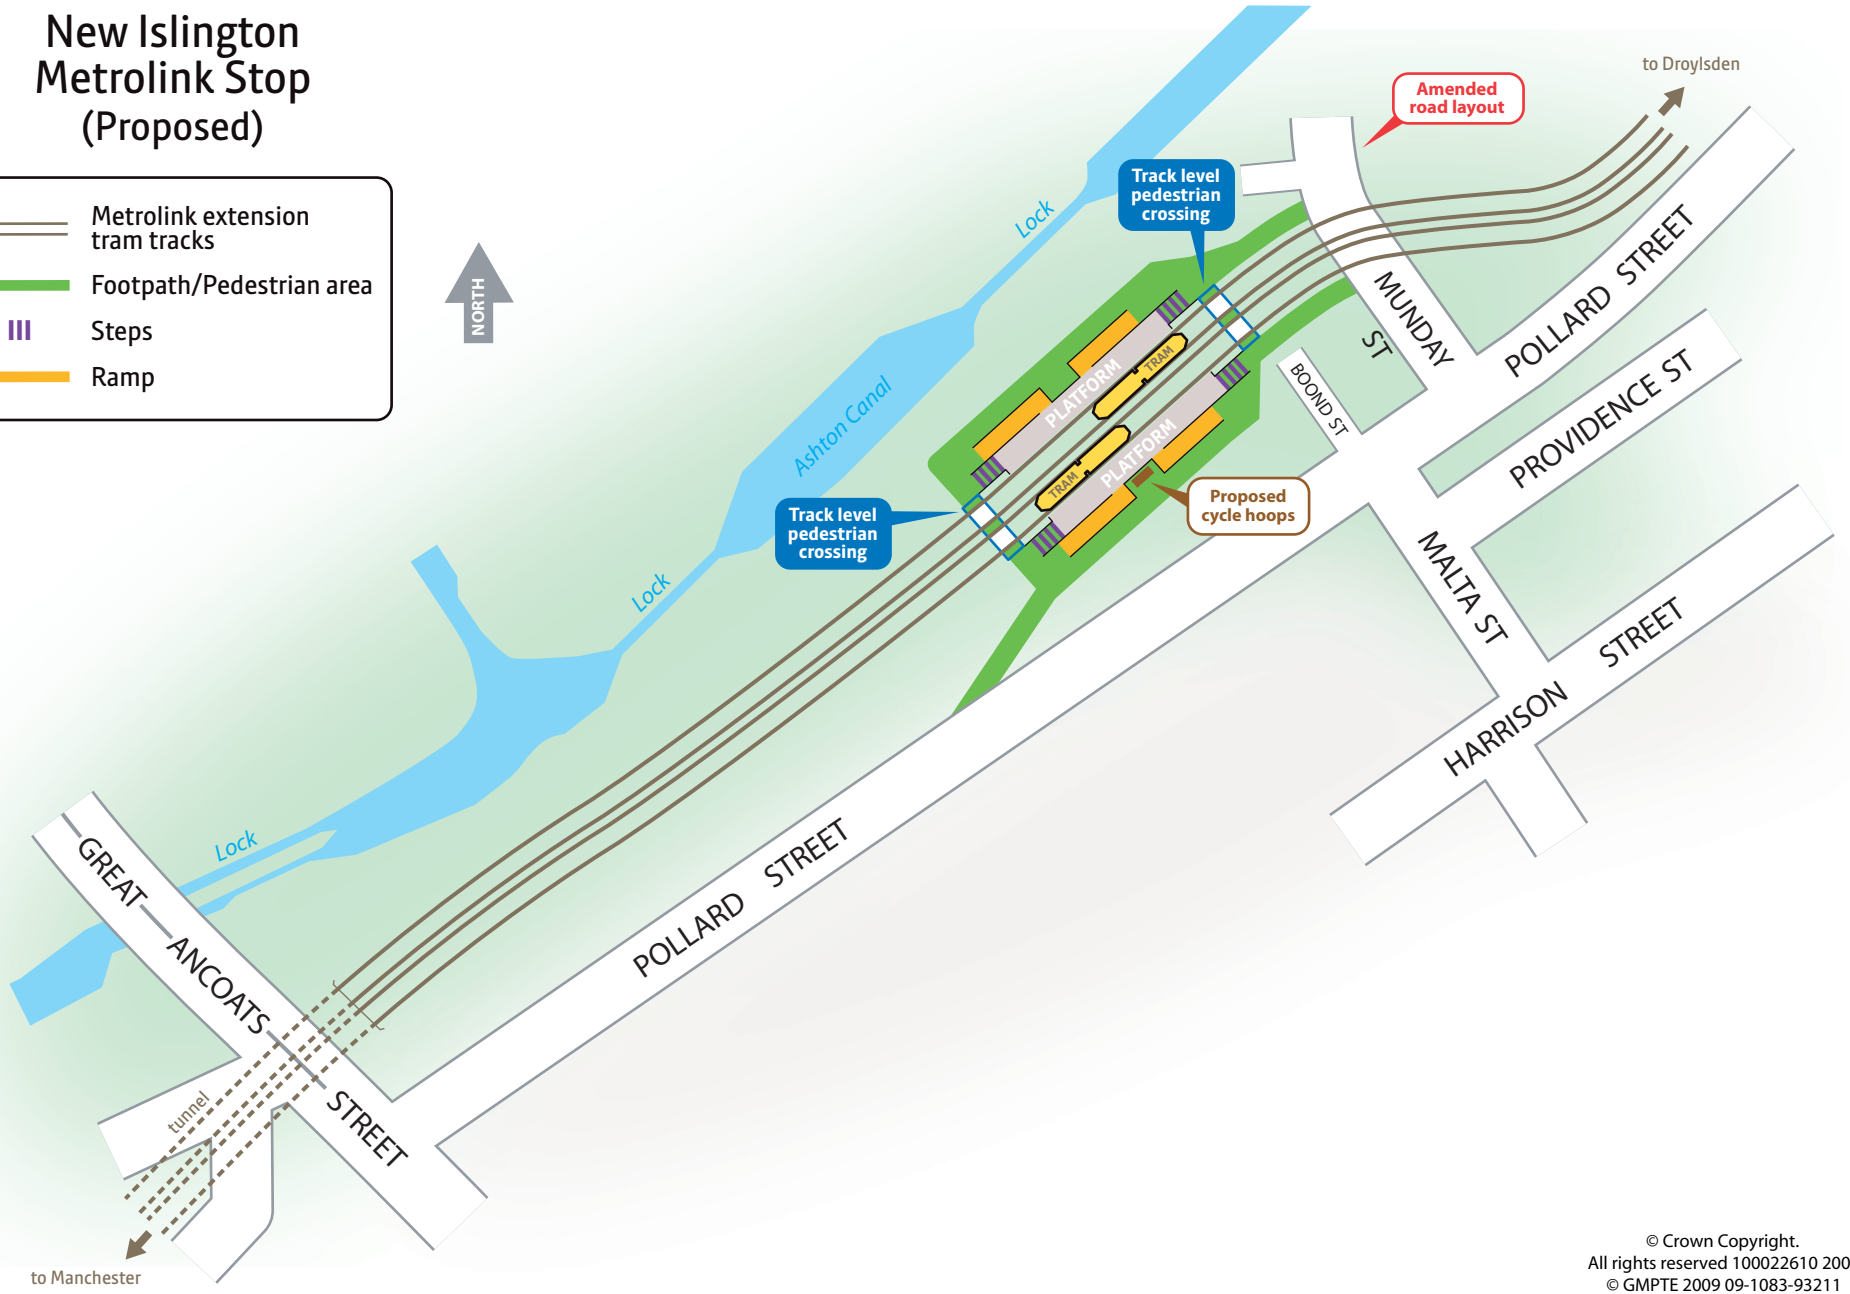 New Islington
Metrolink Stop
(Proposed)
Metrolink extension
tram tracks
Footpath/Pedestrian area
Steps
Ramp
NORTH
to Droylsden
Amended
road layout
Track level
pedestrian
crossing
Lock
MUNDAY
ST
POLLARD STREET
BOOND ST
PROVIDENCE ST
PLATFORM
TRAM
PLATFORM
TRAM
Ashton Canal
Proposed
cycle hoops
Track level
pedestrian
crossing
Lock
MALTA ST
HARRISON STREET
Lock
POLLARD STREET
GREAT ANCOATS STREET
tunnel
to Manchester
© Crown Copyright.
All rights reserved 100022610 200
© GMPTE 2009 09-1083-93211